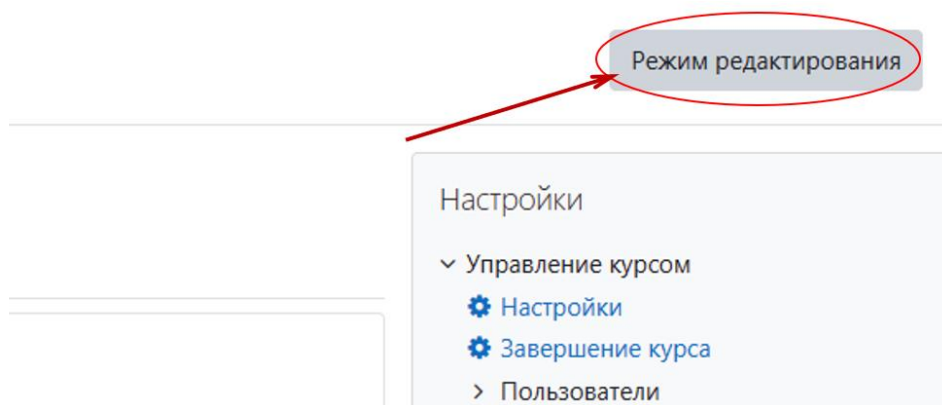 Режим редактирования
Настройки
Управление курсом
Настройки
Завершение курса
Пользователи